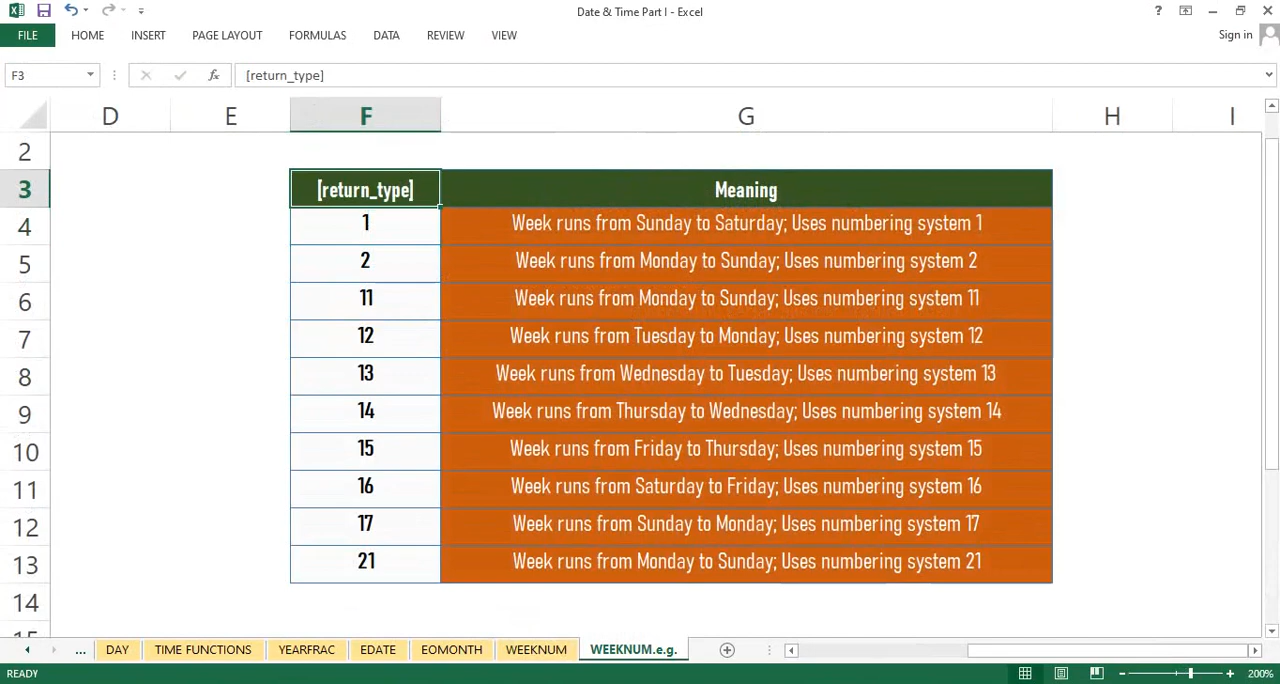 Date & Time Part I - Excel
?
FILE HOME INSERT PAGE LAYOUT FORMULAS DATA REVIEW VIEW Sign in
F3 fx [return_type]
D E F G H I
2
3 [return_type] Meaning
4 1 Week runs from Sunday to Saturday; Uses numbering system 1
5 2 Week runs from Monday to Sunday; Uses numbering system 2
6 11 Week runs from Monday to Sunday; Uses numbering system 11
7 12 Week runs from Tuesday to Monday; Uses numbering system 12
8 13 Week runs from Wednesday to Tuesday; Uses numbering system 13
9 14 Week runs from Thursday to Wednesday; Uses numbering system 14
10 15 Week runs from Friday to Thursday; Uses numbering system 15
11 16 Week runs from Saturday to Friday; Uses numbering system 16
12 17 Week runs from Sunday to Monday; Uses numbering system 17
13 21 Week runs from Monday to Sunday; Uses numbering system 21
14
15
... DAY TIME FUNCTIONS YEARFRAC EDATE EOMONTH WEEKNUM WEEKNUM.e.g.
READY 200%